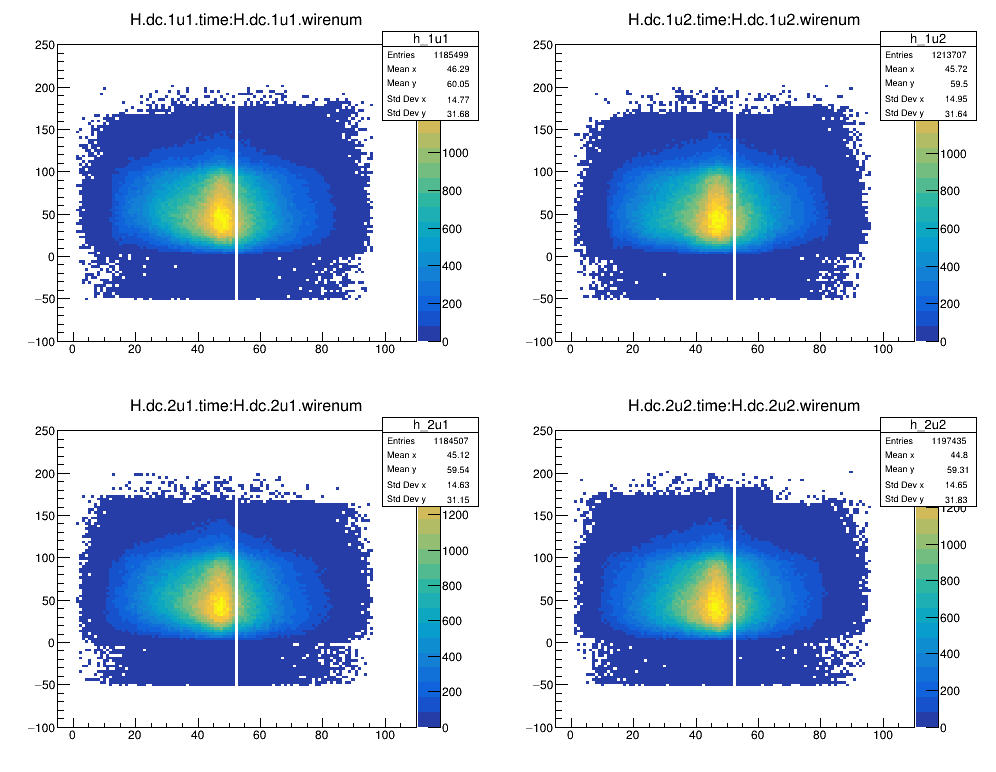 H.dc.1u1.time:H.dc.1u1.wirenum
h_1u1
Entries 1185499
Mean x 46.29
Mean y 60.05
Std Dev x 14.77
Std Dev y 31.68
250
200
150
100
50
0
−50
−100
0 20 40 60 80 100
1000
800
600
400
200
0
H.dc.1u2.time:H.dc.1u2.wirenum
h_1u2
Entries 1213707
Mean x 45.72
Mean y 59.5
Std Dev x 14.95
Std Dev y 31.64
250
200
150
100
50
0
−50
−100
0 20 40 60 80 100
1000
800
600
400
200
0
H.dc.2u1.time:H.dc.2u1.wirenum
h_2u1
Entries 1184507
Mean x 45.12
Mean y 59.54
Std Dev x 14.63
Std Dev y 31.15
250
200
150
100
50
0
−50
−100
0 20 40 60 80 100
1200
1000
800
600
400
200
0
H.dc.2u2.time:H.dc.2u2.wirenum
h_2u2
Entries 1197435
Mean x 44.8
Mean y 59.31
Std Dev x 14.65
Std Dev y 31.83
250
200
150
100
50
0
−50
−100
0 20 40 60 80 100
1200
1000
800
600
400
200
0